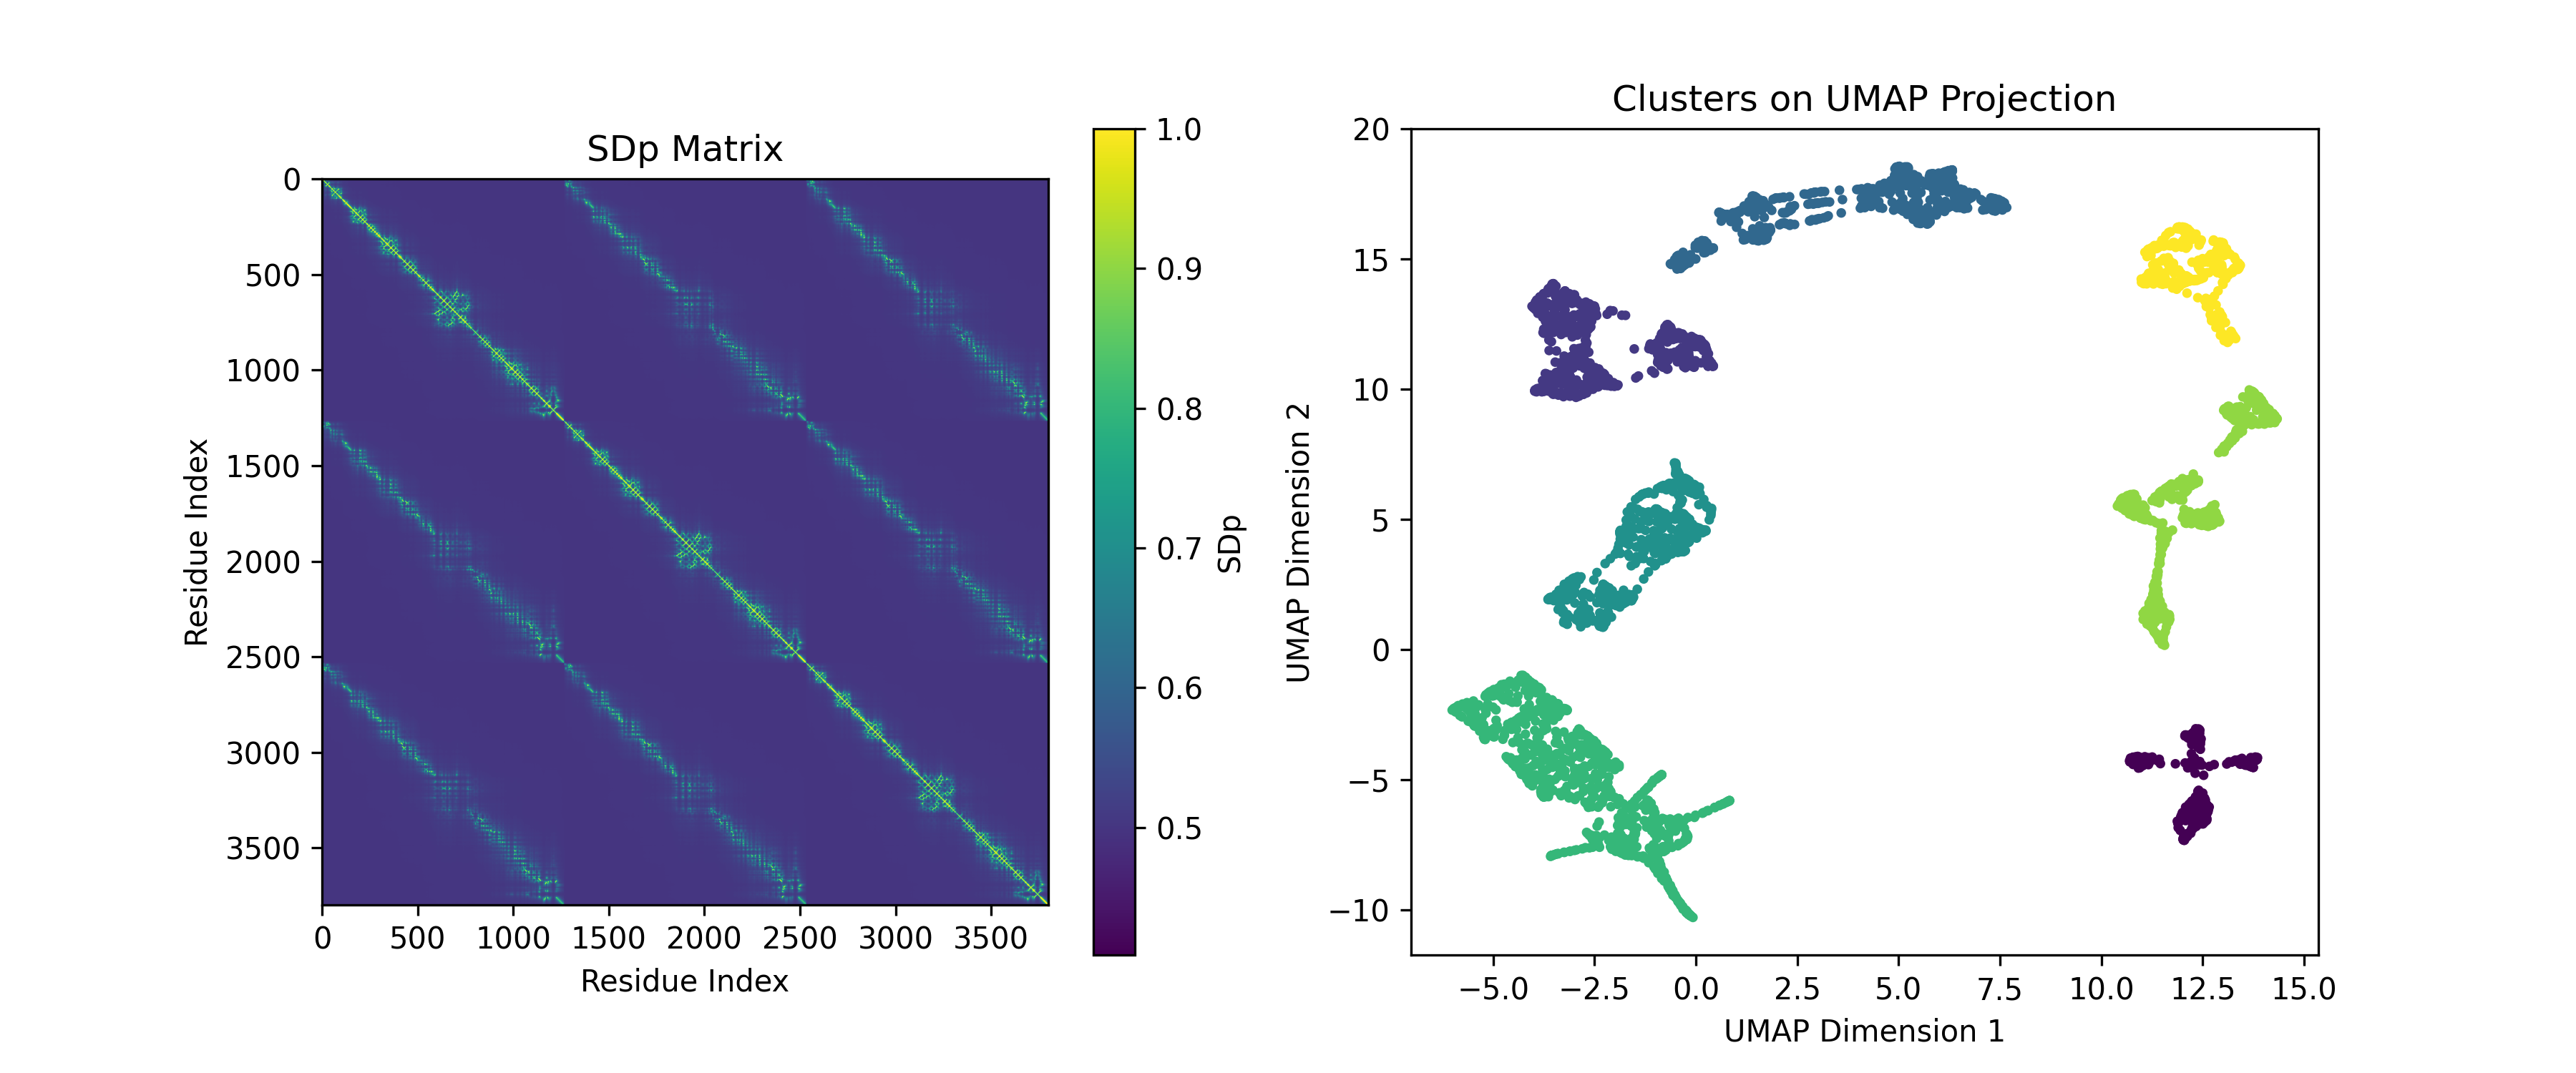 SDp Matrix
0
500
1000
1500
2000
2500
3000
3500
Residue Index
0 500 1000 1500 2000 2500 3000 3500
Residue Index
1.0
0.9
0.8
0.7
0.6
0.5
SDp
Clusters on UMAP Projection
20
15
10
5
0
−5
−10
UMAP Dimension 2
−5.0 −2.5 0.0 2.5 5.0 7.5 10.0 12.5 15.0
UMAP Dimension 1